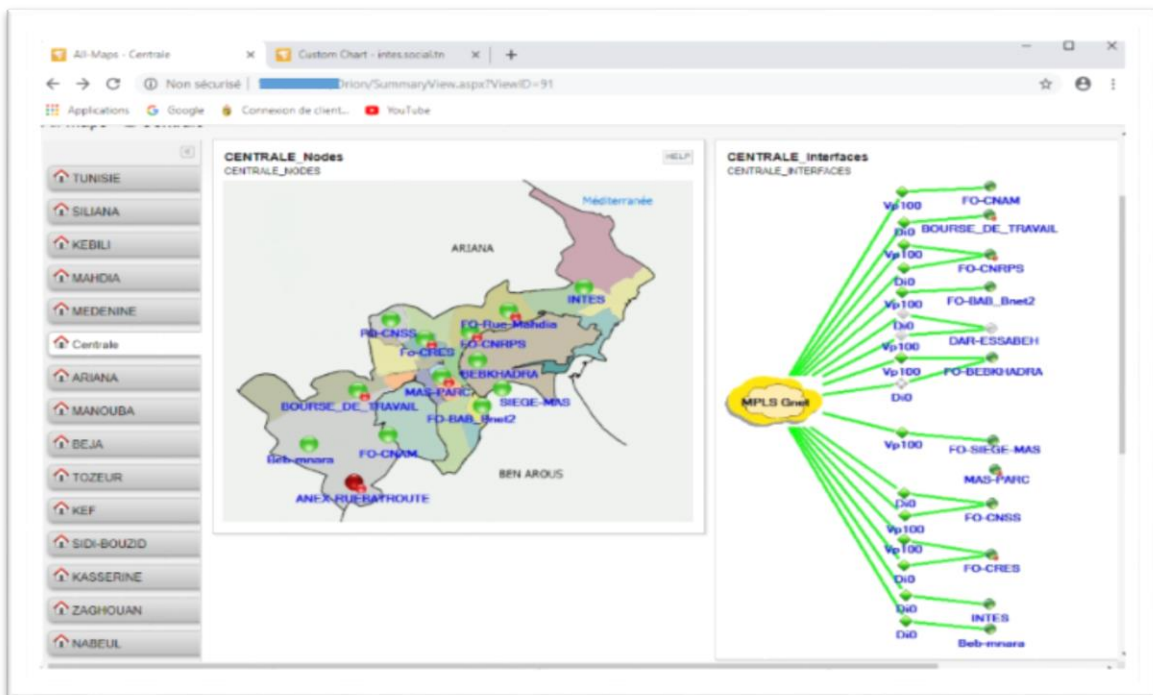 All-Maps - Centrale
Custom Chart - intes.social.tn
Non sécurisé
Orion/SummaryView.aspx?ViewID=91
Applications
Google
Connexion de client...
YouTube
TUNISIE
SILIANA
KEBILI
MAHDIA
MEDENINE
Centrale
ARIANA
MANOUBA
BEJA
TOZEUR
KEF
SIDI-BOUZID
KASSERINE
ZAGHOUAN
NABEUL
CENTRALE_Nodes
HELP
CENTRALE_NODES
Méditerranée
ARIANA
INTES
FO-CNSS
FO-Rue-Mahdia
Fo-CRES
FO-CNRPS
BEBKHADRA
MAS-PARC
BOURSE_DE_TRAVAIL
SIEGE-MAS
FO-BAB_Bnet2
Beb-mnara
FO-CNAM
BEN AROUS
ANEX-RUEBAYROUTE
CENTRALE_Interfaces
CENTRALE_INTERFACES
Vp100
FO-CNAM
Di0
BOURSE_DE_TRAVAIL
Vp100
FO-CNRPS
Di0
Vp100
FO-BAB_Bnet2
Di0
DAR-ESSABEH
Vp100
Vp100
FO-BEBKHADRA
Di0
MPLS Gnet
Vp100
FO-SIEGE-MAS
MAS-PARC
Di0
FO-CNSS
Vp100
Vp100
FO-CRES
Di0
Di0
INTES
Di0
Beb-mnara